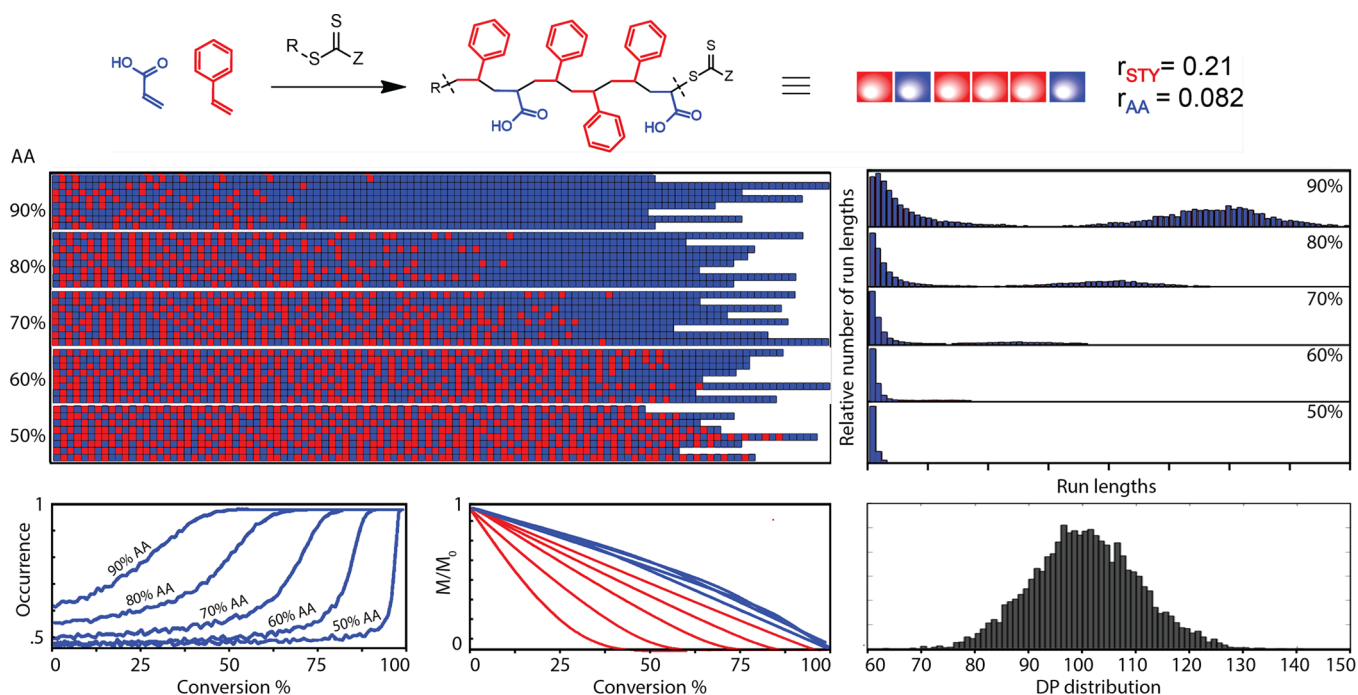 S
R
S
Z
HO
O
R
S
S
Z
HO
O
HO
O
rSTY = 0.21
rAA = 0.082
AA
90%
80%
70%
60%
50%
Relative number of run lengths
90%
80%
70%
60%
50%
Run lengths
1
Occurrence
.5
90% AA
80% AA
70% AA
60% AA
50% AA
0
25
50
75
100
Conversion %
1
M/M0
0
0
25
50
75
100
Conversion %
60
70
80
90
100
110
120
130
140
150
DP distribution